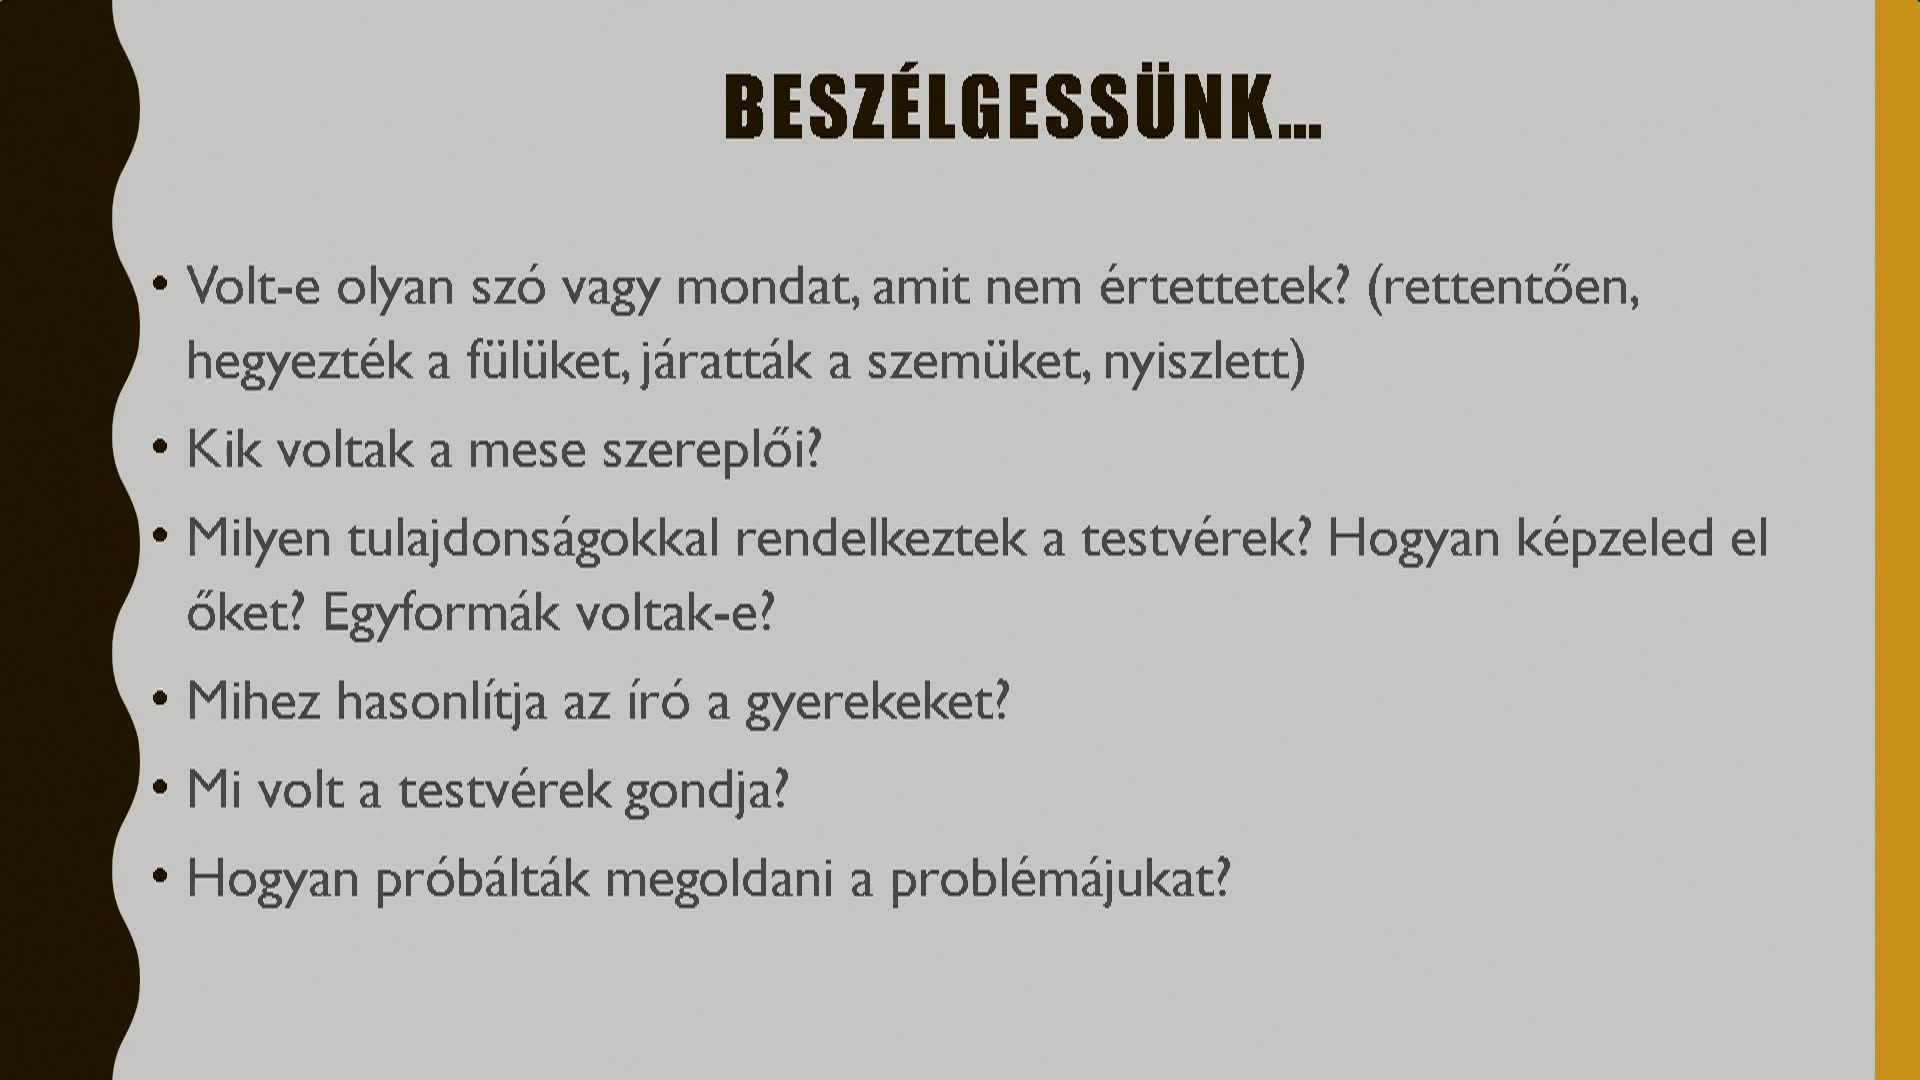 BESZÉLGESSÜNK...
• Volt-e olyan szó vagy mondat, amit nem értettetek? (rettentően,
hegyezték a fülüket, járatták a szemüket, nyiszlett)
• Kik voltak a mese szereplői?
• Milyen tulajdonságokkal rendelkeztek a testvérek? Hogyan képzeled el
őket? Egyformák voltak-e?
• Mihez hasonlítja az író a gyerekeket?
• Mi volt a testvérek gondja?
• Hogyan próbálták megoldani a problémájukat?